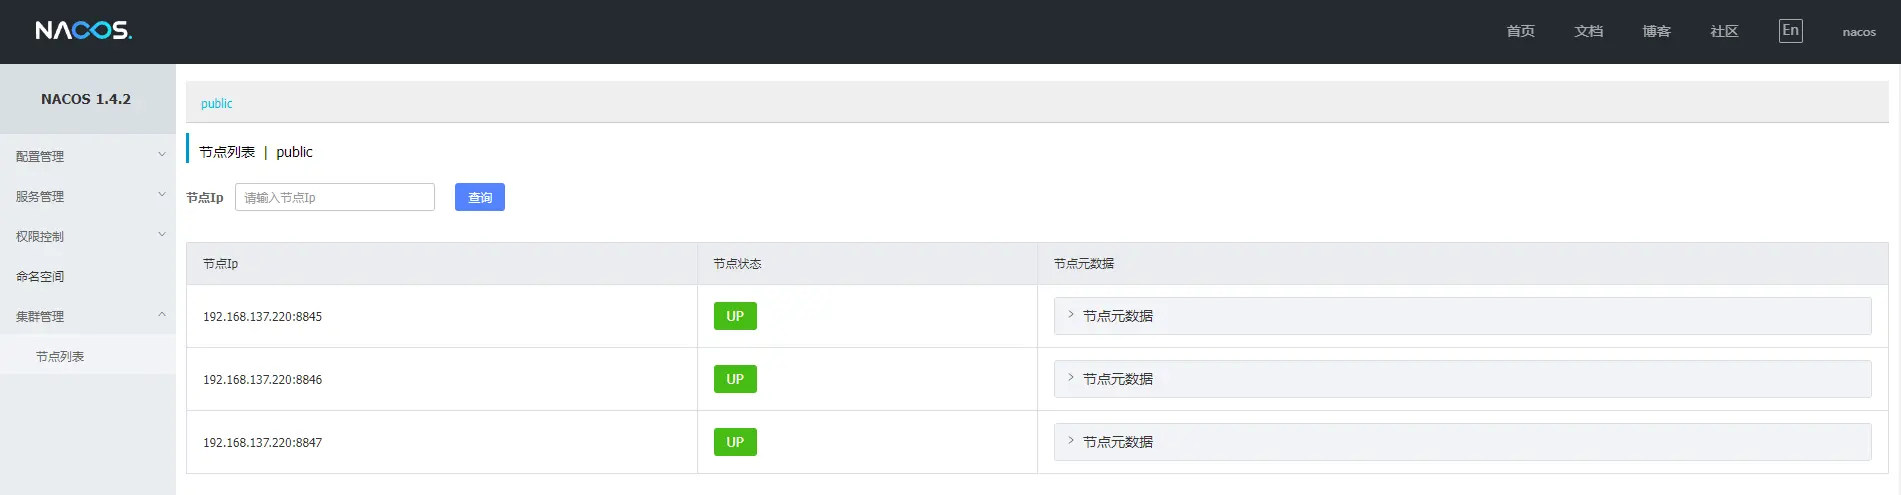 NACOS.
首页 文档 博客 社区 En nacos
NACOS 1.4.2
配置管理
服务管理
权限控制
命名空间
集群管理
节点列表
public
节点列表 | public
节点Ip 请输入节点Ip 查询
节点Ip 节点状态 节点元数据
192.168.137.220:8845 UP 节点元数据
192.168.137.220:8846 UP 节点元数据
192.168.137.220:8847 UP 节点元数据